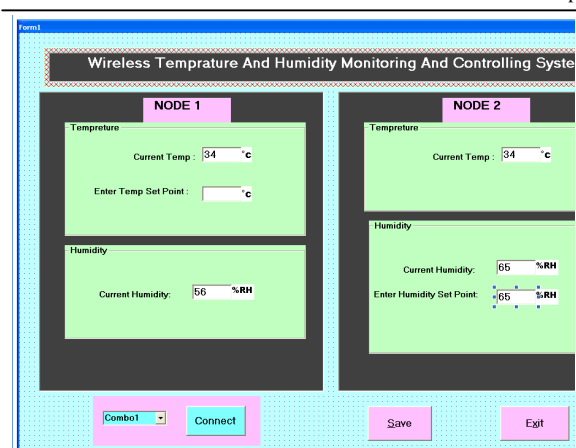 Form1
Wireless Temprature And Humidity Monitoring And Controlling Syste
NODE 1
Tempreture
Current Temp : 34 °c
Enter Temp Set Point : °c
Humidity
Current Humidity: 56 %RH
NODE 2
Tempreture
Current Temp : 34 °c
Humidity
Current Humidity: 65 %RH
Enter Humidity Set Point: 65 %RH
Combo1
Connect
Save
Exit